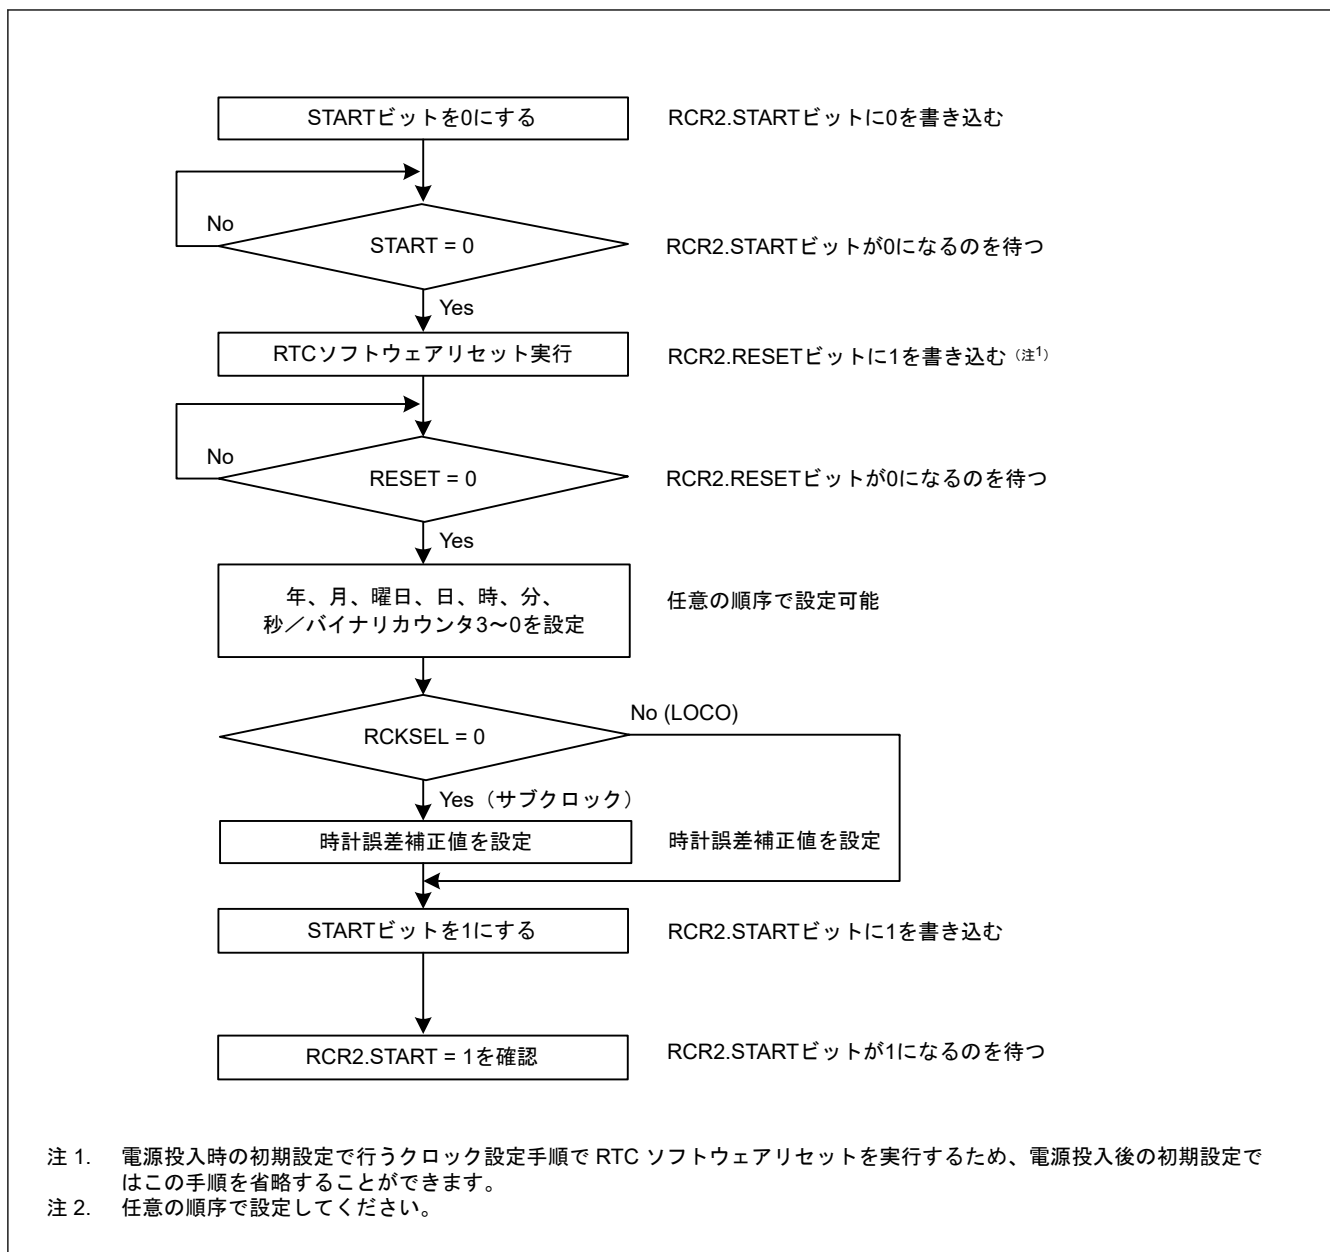 STARTビットを0にする
RCR2.STARTビットに0を書き込む
No
START = 0
RCR2.STARTビットが0になるのを待つ
Yes
RTCソフトウェアリセット実行
RCR2.RESETビットに1を書き込む（注1）
No
RESET = 0
RCR2.RESETビットが0になるのを待つ
Yes
年、月、曜日、日、時、分、
秒／バイナリカウンタ3～0を設定
任意の順序で設定可能
No (LOCO)
RCKSEL = 0
Yes（サブクロック）
時計誤差補正値を設定
時計誤差補正値を設定
STARTビットを1にする
RCR2.STARTビットに1を書き込む
RCR2.START = 1を確認
RCR2.STARTビットが1になるのを待つ
注 1. 電源投入時の初期設定で行うクロック設定手順で RTC ソフトウェアリセットを実行するため、電源投入後の初期設定で
はこの手順を省略することができます。
注 2. 任意の順序で設定してください。